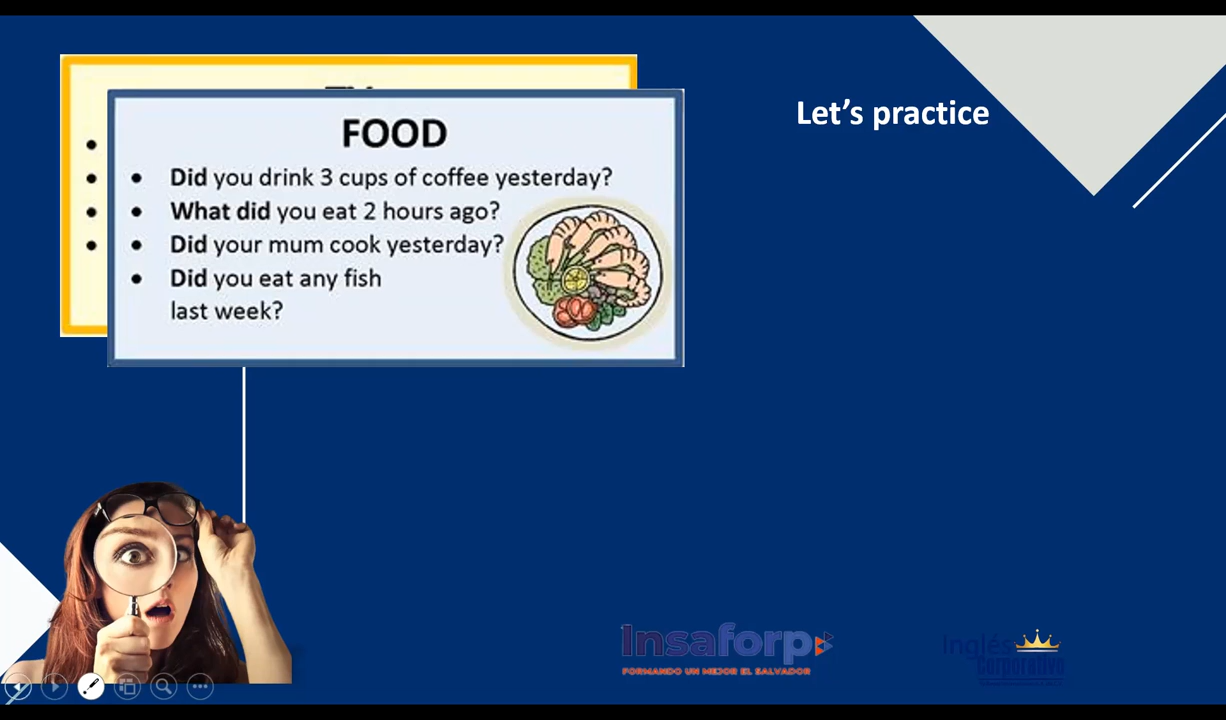 Let's practice
FOOD
• Did you drink 3 cups of coffee yesterday?
• What did you eat 2 hours ago?
• Did your mum cook yesterday?
• Did you eat any fish
last week?
Insaforp
FORMANDO UN MEJOR EL SALVADOR
Inglés
Corporativo